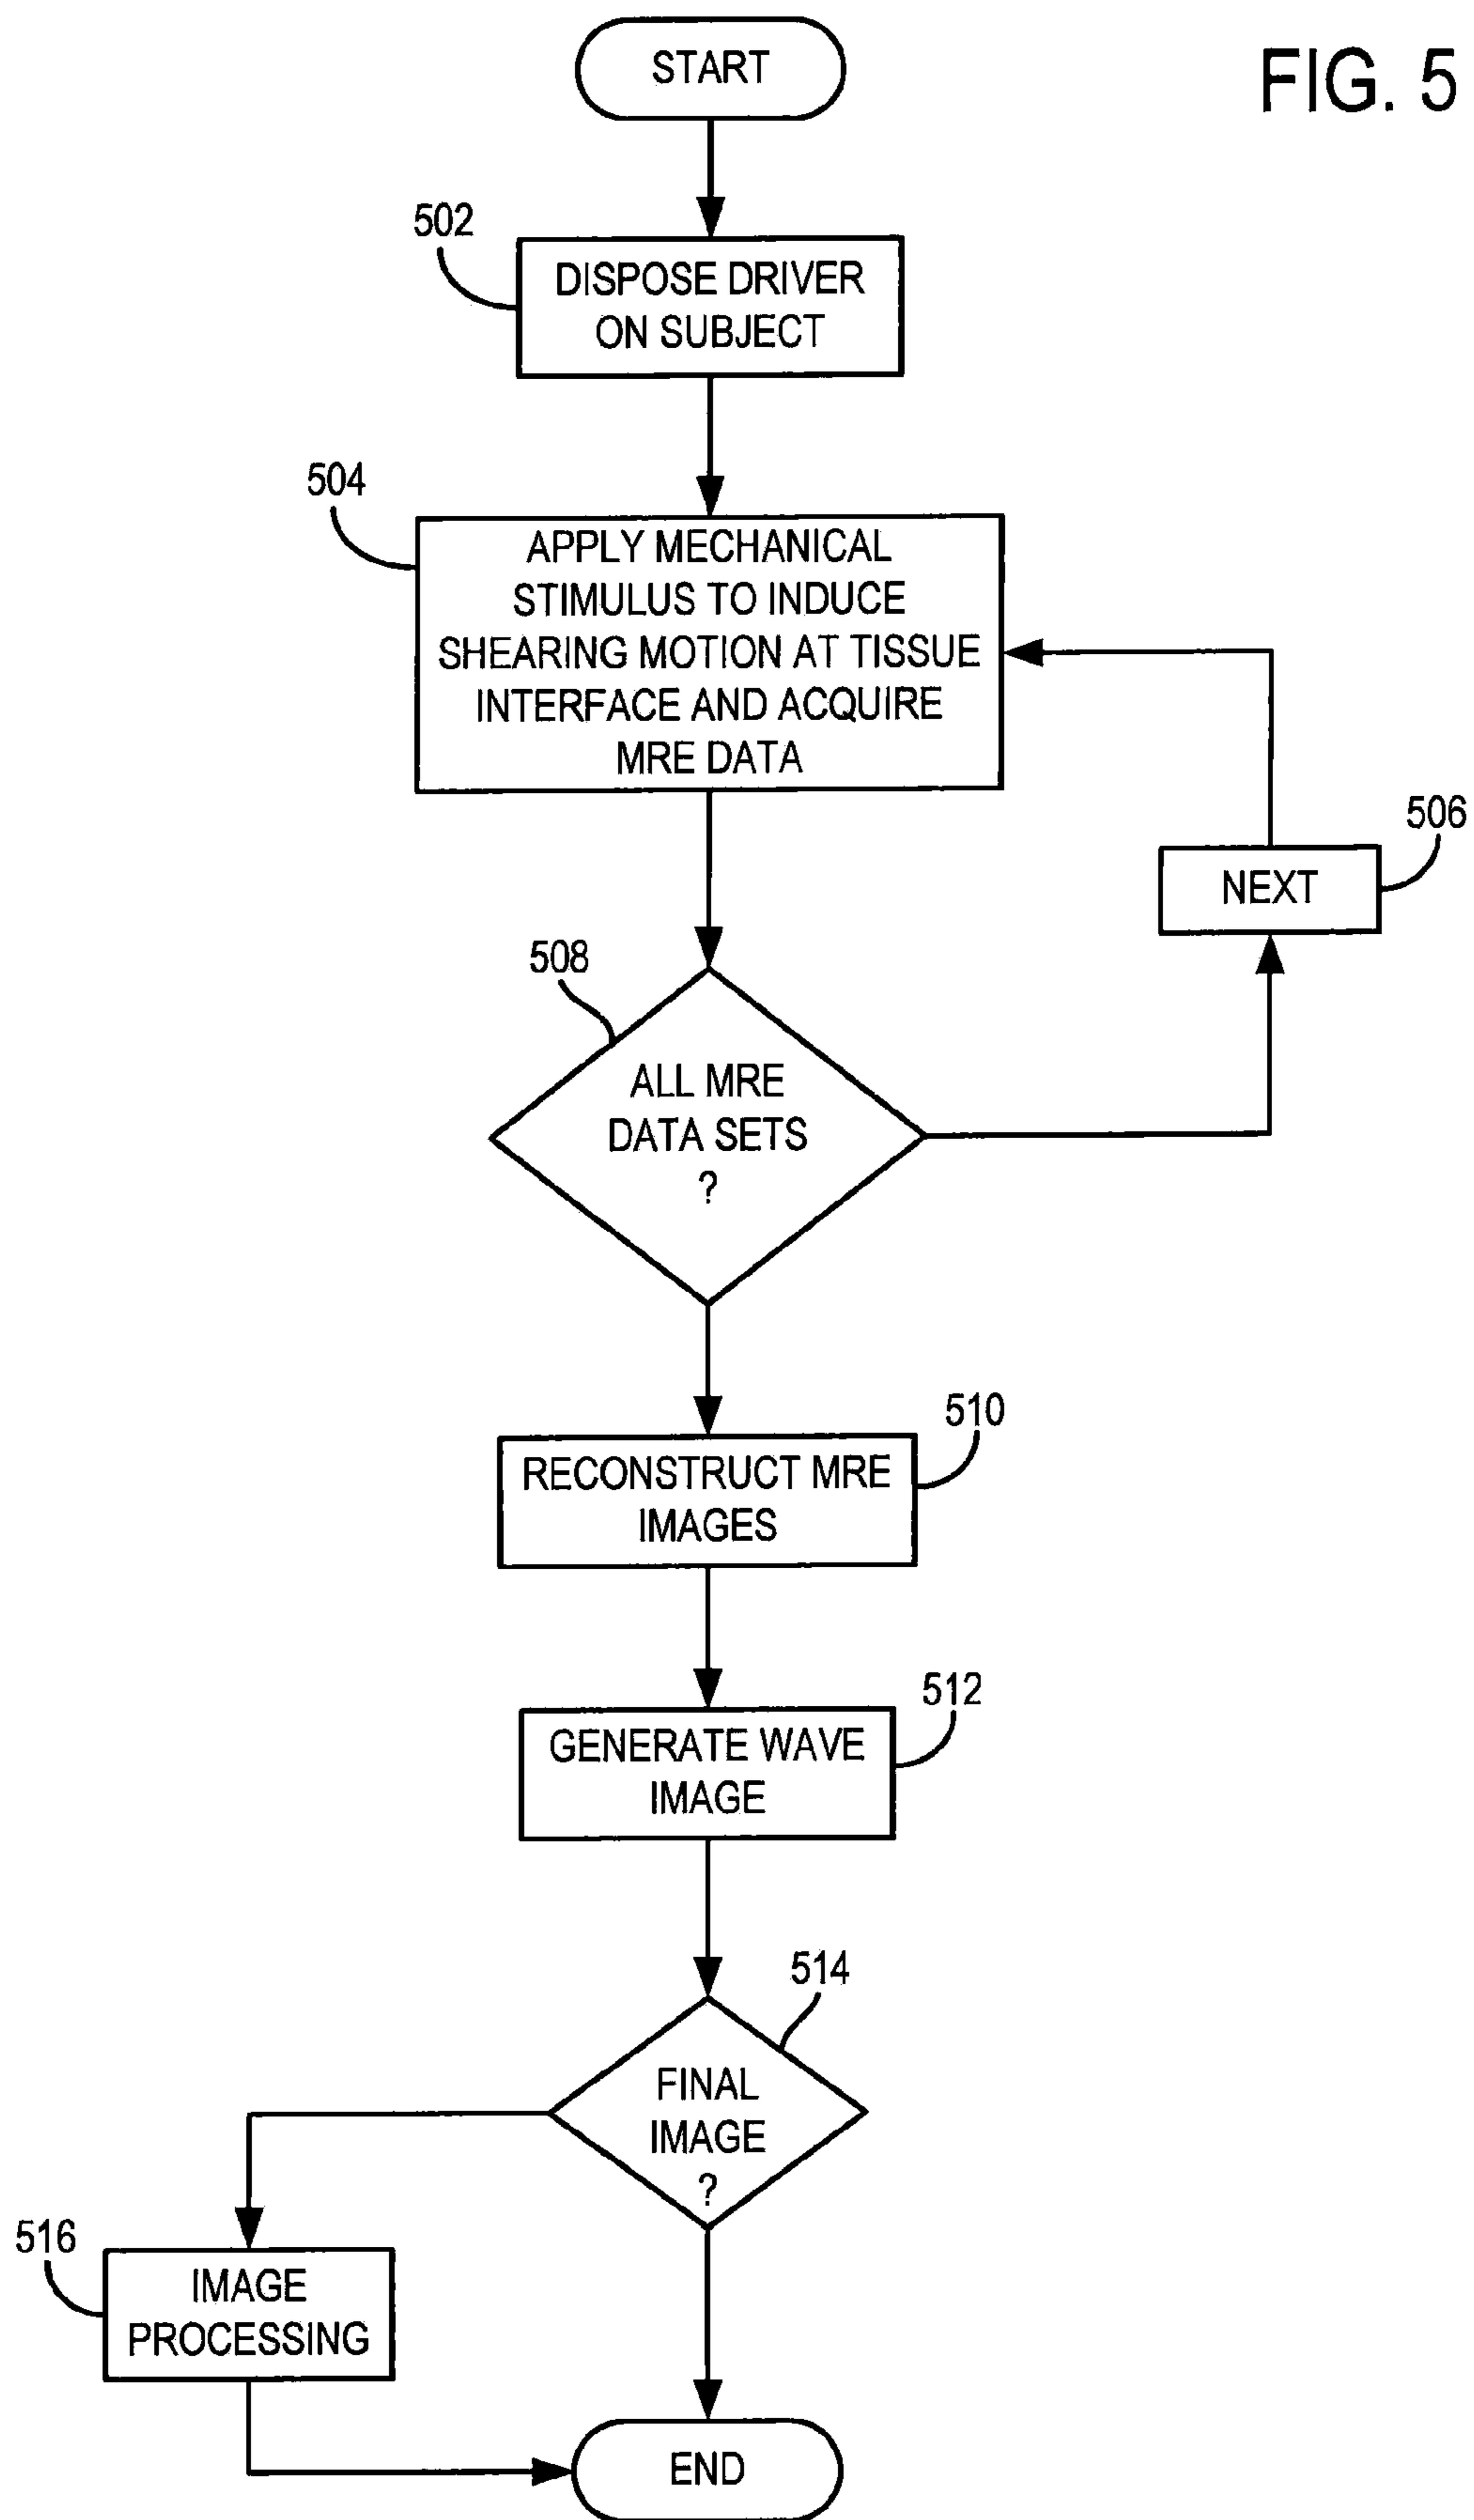 START
FIG. 5
502
DISPOSE DRIVER
ON SUBJECT
504
APPLY MECHANICAL
STIMULUS TO INDUCE
SHEARING MOTION AT TISSUE
INTERFACE AND ACQUIRE
MRE DATA
506
NEXT
508
ALL MRE
DATA SETS
?
510
RECONSTRUCT MRE
IMAGES
512
GENERATE WAVE
IMAGE
514
FINAL
IMAGE
?
516
IMAGE
PROCESSING
END